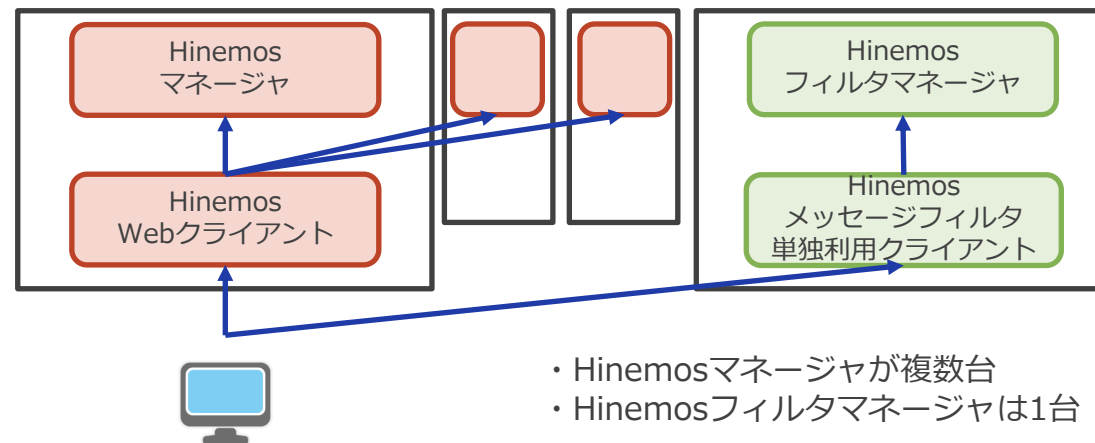 Hinemos
マネージャ
Hinemos
フィルタマネージャ
Hinemos
Webクライアント
Hinemos
メッセージフィルタ
単独利用クライアント
・Hinemosマネージャが複数台
・Hinemosフィルタマネージャは1台